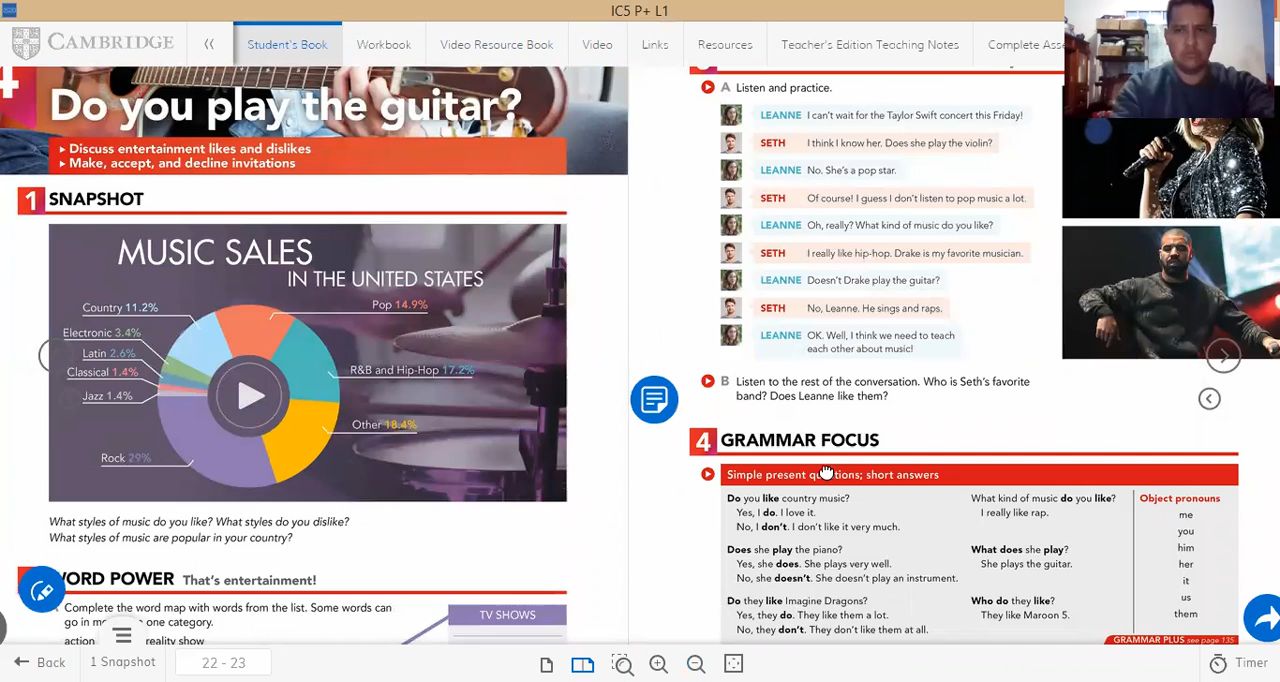 IC5 P+ L1
CAMBRIDGE
Student's Book
Workbook
Video Resource Book
Video
Links
Resources
Teacher's Edition Teaching Notes
Complete Asse
Do you play the guitar?
▸ Discuss entertainment likes and dislikes
▸ Make, accept, and decline invitations
1 SNAPSHOT
MUSIC SALES
IN THE UNITED STATES
Country 11.2%
Pop 14.9%
Electronic 3.4%
Latin 2.6%
Classical 1.4%
R&B and Hip-Hop 17.2%
Jazz 1.4%
Other 18.4%
Rock 29%
What styles of music do you like? What styles do you dislike?
What styles of music are popular in your country?
WORD POWER That's entertainment!
Complete the word map with words from the list. Some words can
go in more than one category.
action
reality show
TV SHOWS
A Listen and practice.
LEANNE I can't wait for the Taylor Swift concert this Friday!
SETH I think I know her. Does she play the violin?
LEANNE No. She's a pop star.
SETH Of course! I guess I don't listen to pop music a lot.
LEANNE Oh, really? What kind of music do you like?
SETH I really like hip-hop. Drake is my favorite musician.
LEANNE Doesn't Drake play the guitar?
SETH No, Leanne. He sings and raps.
LEANNE OK. Well, I think we need to teach
each other about music!
B Listen to the rest of the conversation. Who is Seth's favorite
band? Does Leanne like them?
4 GRAMMAR FOCUS
Simple present questions; short answers
Do you like country music?
Yes, I do. I love it.
No, I don't. I don't like it very much.
Does she play the piano?
Yes, she does. She plays very well.
No, she doesn't. She doesn't play an instrument.
Do they like Imagine Dragons?
Yes, they do. They like them a lot.
No, they don't. They don't like them at all.
What kind of music do you like?
I really like rap.
What does she play?
She plays the guitar.
Who do they like?
They like Maroon 5.
Object pronouns
me
you
him
her
it
us
them
GRAMMAR PLUS see page 135
Back
1 Snapshot
22 - 23
Timer